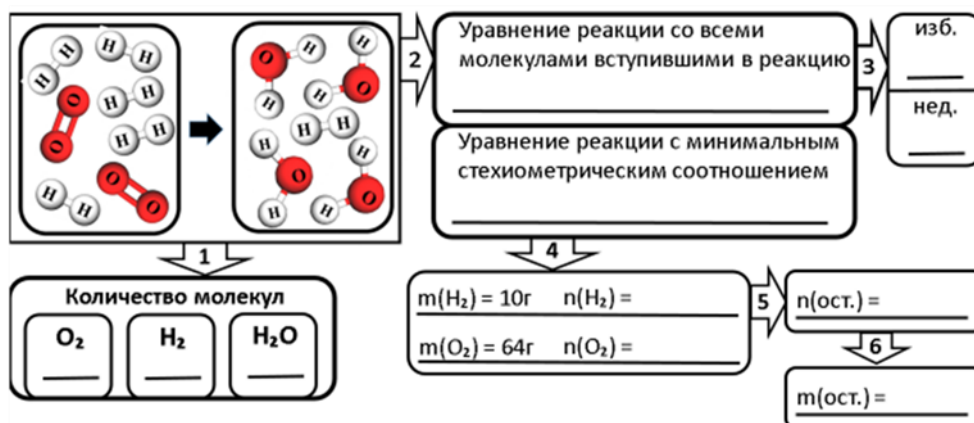 H H
H H
O O
H H
H H
O O
H H
O H H
O H H
H H
O H H
O H H
1
Количество молекул
O₂ H₂ H₂O
2
Уравнение реакции со всеми
молекулами вступившими в реакцию
Уравнение реакции с минимальным
стехиометрическим соотношением
3
изб.
нед.
4
m(H₂) = 10г n(H₂) =
m(O₂) = 64г n(O₂) =
5
n(ост.) =
6
m(ост.) =